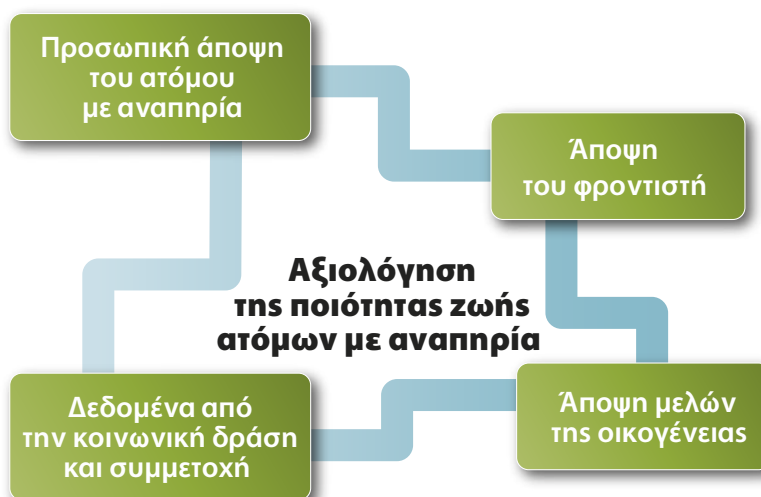 Προσωπική άποψη
του ατόμου
με αναπηρία
Άποψη
του φροντιστή
Αξιολόγηση
της ποιότητας ζωής
ατόμων με αναπηρία
Δεδομένα από
την κοινωνική δράση
και συμμετοχή
Άποψη μελών
της οικογένειας